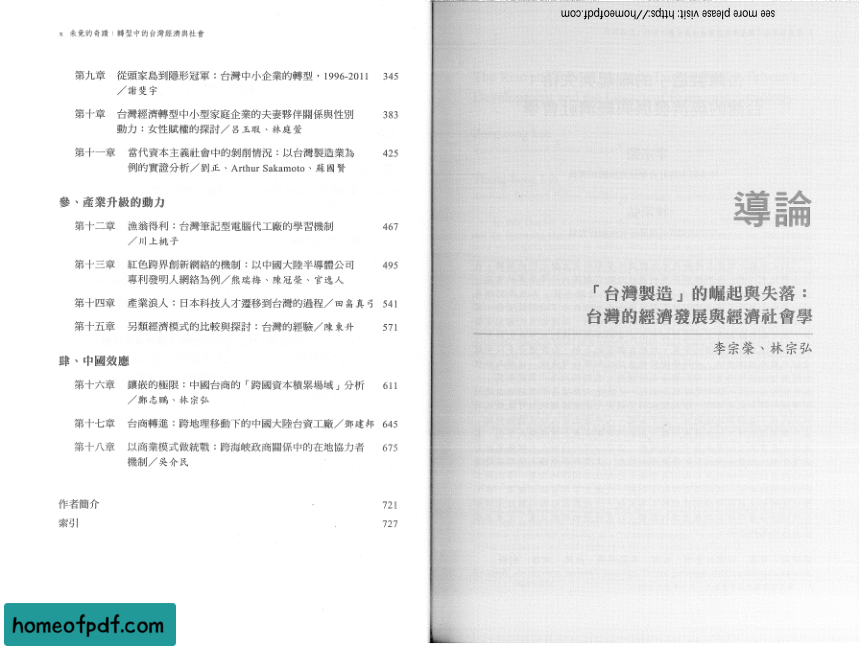 x 未竟的奇蹟：轉型中的台灣經濟與社會
第九章 從頭家島到隱形冠軍：台灣中小企業的轉型，1996-2011 345
／謝斐宇
第十章 台灣經濟轉型中小型家庭企業的夫妻夥伴關係與性別 383
動力：女性賦權的探討／呂玉瑕、林庭萱
第十一章 當代資本主義社會中的剝削情況：以台灣製造業為 425
例的實證分析／劉正、Arthur Sakamoto、蘇國賢
參、產業升級的動力
第十二章 漁翁得利：台灣筆記型電腦代工廠的學習機制 467
／川上桃子
第十三章 紅色跨界創新網絡的機制：以中國大陸半導體公司 495
專利發明人網絡為例／熊瑞梅、陳冠榮、官逸人
第十四章 產業浪人：日本科技人才遷移到台灣的過程／田畠真弓 541
第十五章 另類經濟模式的比較與探討：台灣的經驗／陳東升 571
肆、中國效應
第十六章 鑲嵌的極限：中國台商的「跨國資本積累場域」分析 611
／鄭志鵬、林宗弘
第十七章 台商轉進：跨地理移動下的中國大陸台資工廠／鄧建邦 645
第十八章 以商業模式做統戰：跨海峽政商關係中的在地協力者 675
機制／吳介民
作者簡介 721
索引 727
homeofpdf.com
see more please visit: https://homeofpdf.com
導論
「台灣製造」的崛起與失落：
台灣的經濟發展與經濟社會學
李宗榮、林宗弘